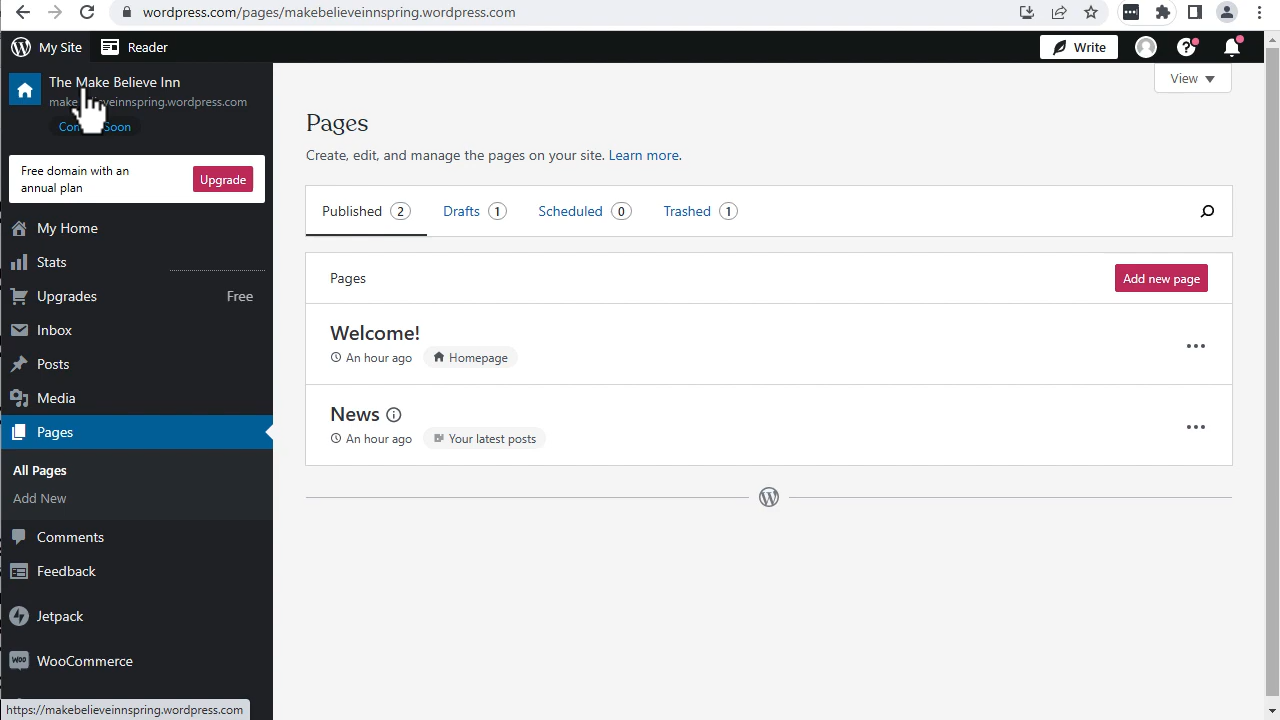 wordpress.com/pages/makebelieveinnspring.wordpress.com
My Site
Reader
Write
The Make Believe Inn
makebelieveinnspring.wordpress.com
Coming Soon
Free domain with an
annual plan
Upgrade
My Home
Stats
Upgrades
Free
Inbox
Posts
Media
Pages
All Pages
Add New
Comments
Feedback
Jetpack
WOO
WooCommerce
https://makebelieveinnspring.wordpress.com
View
Pages
Create, edit, and manage the pages on your site. Learn more.
Published 2
Drafts 1
Scheduled 0
Trashed 1
Pages
Add new page
Welcome!
An hour ago
Homepage
News
An hour ago
Your latest posts